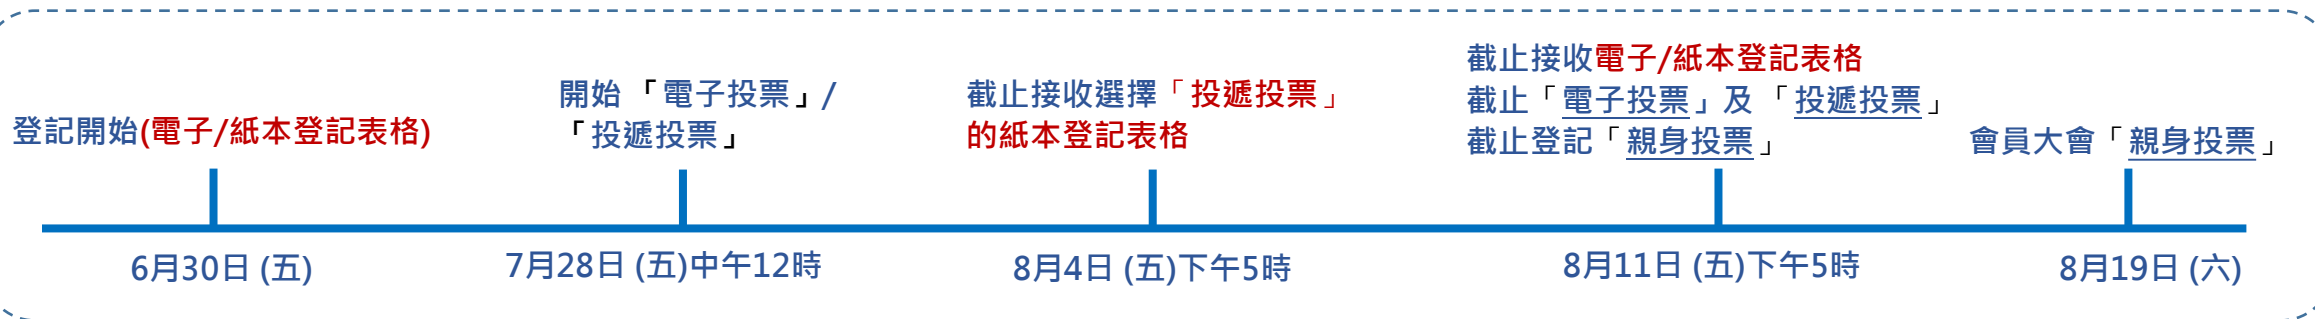 登記開始(電子/紙本登記表格)
開始 「電子投票」/
「投遞投票」
截止接收選擇「投遞投票」
的紙本登記表格
截止接收電子/紙本登記表格
截止「電子投票」及 「投遞投票」
截止登記「親身投票」
會員大會「親身投票」
6月30日 (五)
7月28日 (五)中午12時
8月4日 (五)下午5時
8月11日 (五)下午5時
8月19日 (六)